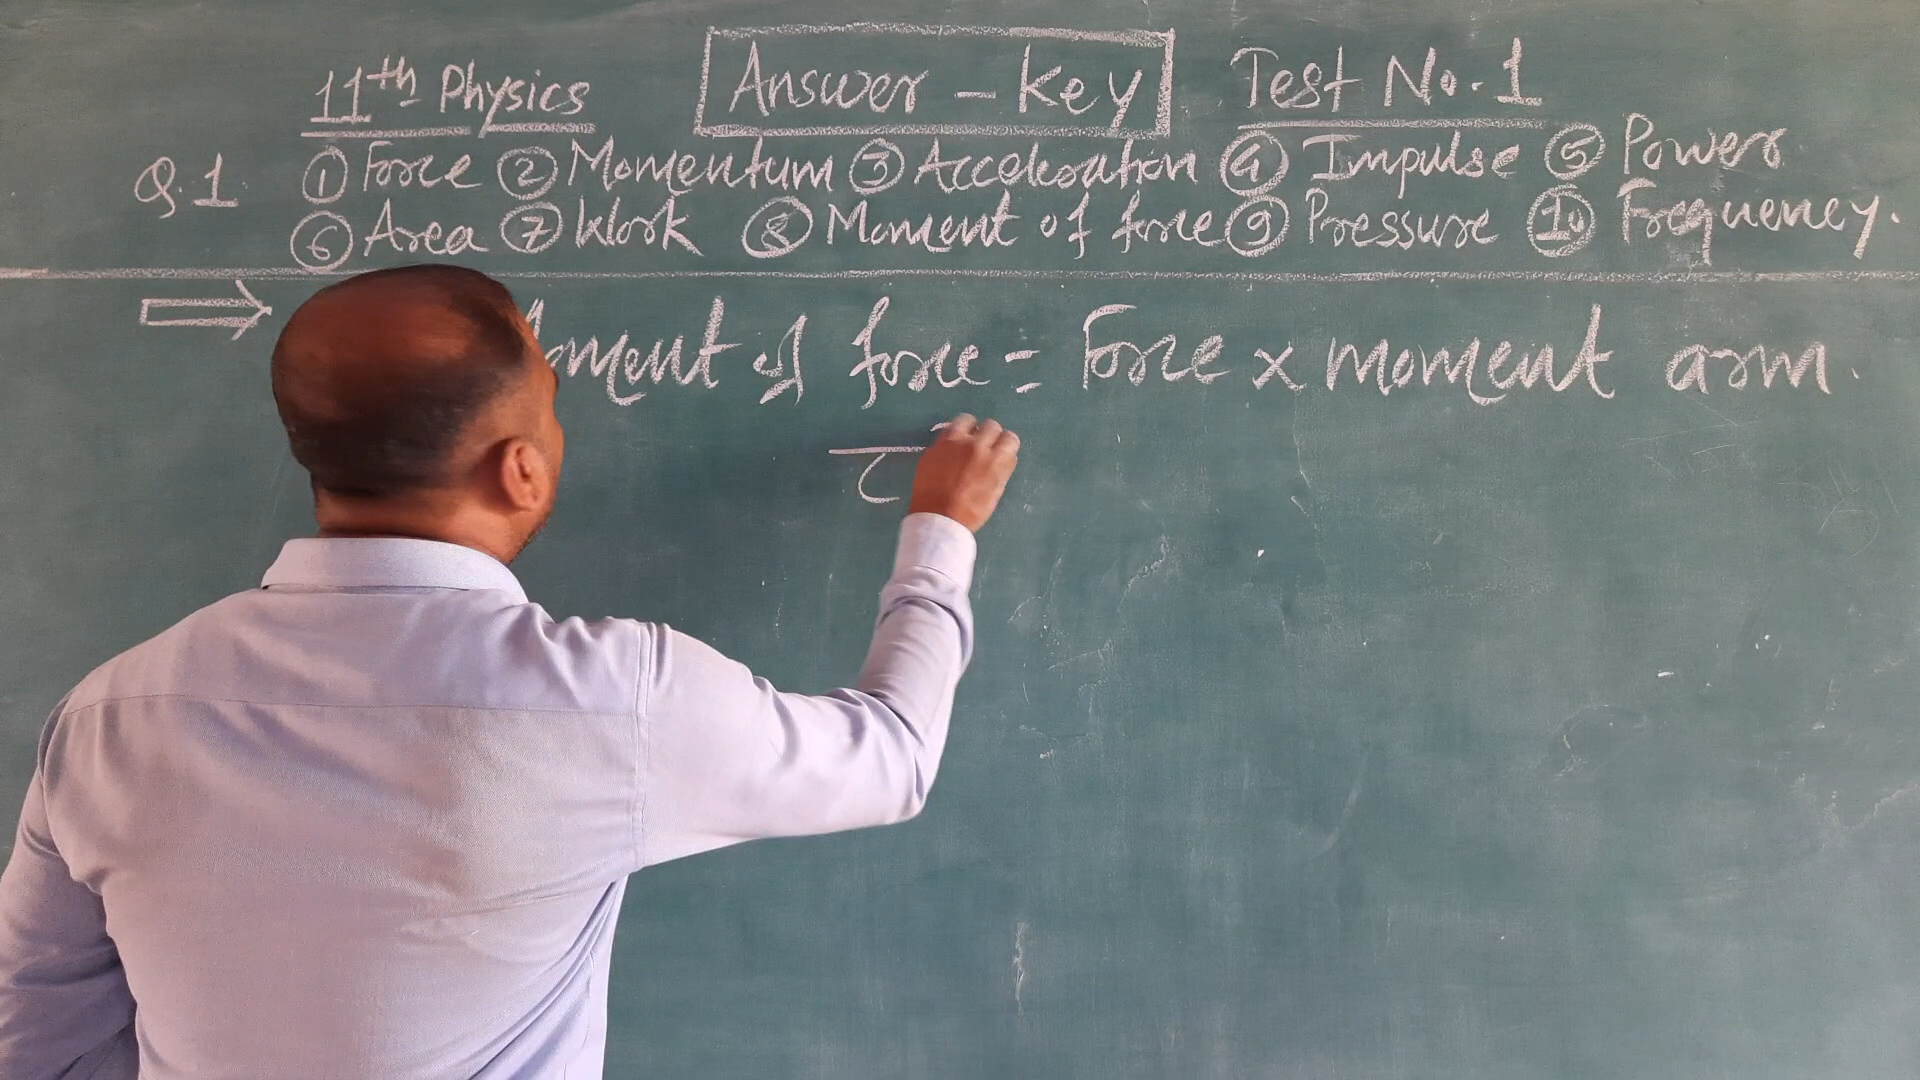 11th Physics Answer - Key Test No. 1
Q.1 ① Force ② Momentum ③ Acceleration ④ Impulse ⑤ Power
⑥ Area ⑦ Work ⑧ Moment of force ⑨ Pressure ⑩ Frequency.
⇒ Moment of force = Force × moment arm.
τ =